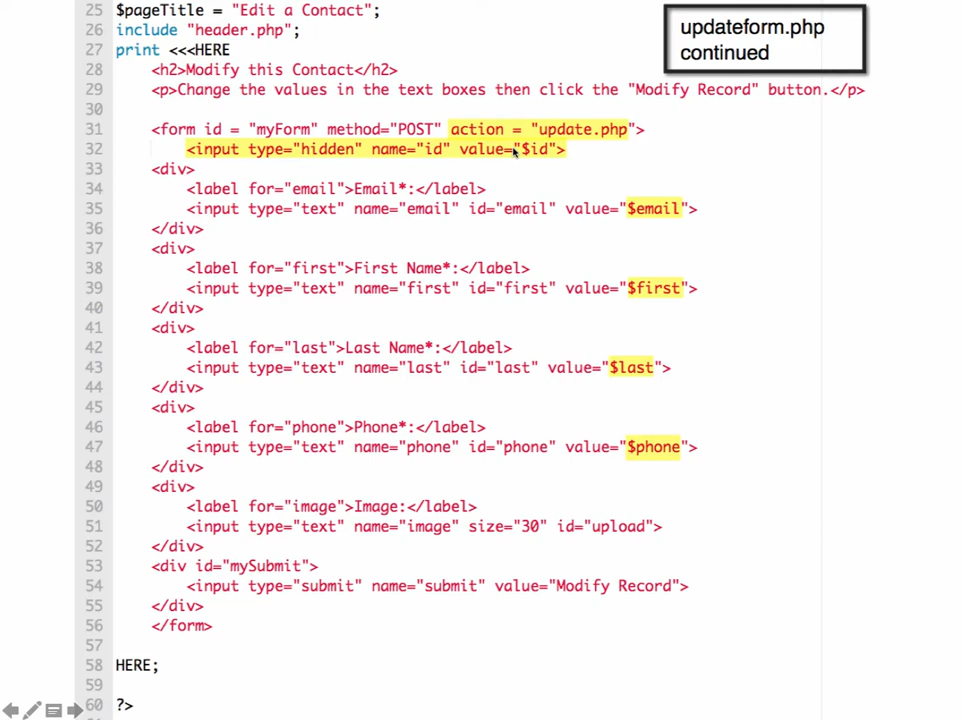 25 $pageTitle = "Edit a Contact";
26 include "header.php";
27 print <<<HERE
28 <h2>Modify this Contact</h2>
29 <p>Change the values in the text boxes then click the "Modify Record" button.</p>
30
31 <form id = "myForm" method="POST" action = "update.php">
32 <input type="hidden" name="id" value="$id">
33 <div>
34 <label for="email">Email*:</label>
35 <input type="text" name="email" id="email" value="$email">
36 </div>
37 <div>
38 <label for="first">First Name*:</label>
39 <input type="text" name="first" id="first" value="$first">
40 </div>
41 <div>
42 <label for="last">Last Name*:</label>
43 <input type="text" name="last" id="last" value="$last">
44 </div>
45 <div>
46 <label for="phone">Phone*:</label>
47 <input type="text" name="phone" id="phone" value="$phone">
48 </div>
49 <div>
50 <label for="image">Image:</label>
51 <input type="text" name="image" size="30" id="upload">
52 </div>
53 <div id="mySubmit">
54 <input type="submit" name="submit" value="Modify Record">
55 </div>
56 </form>
57
58 HERE;
59
60 ?>
updateform.php
continued